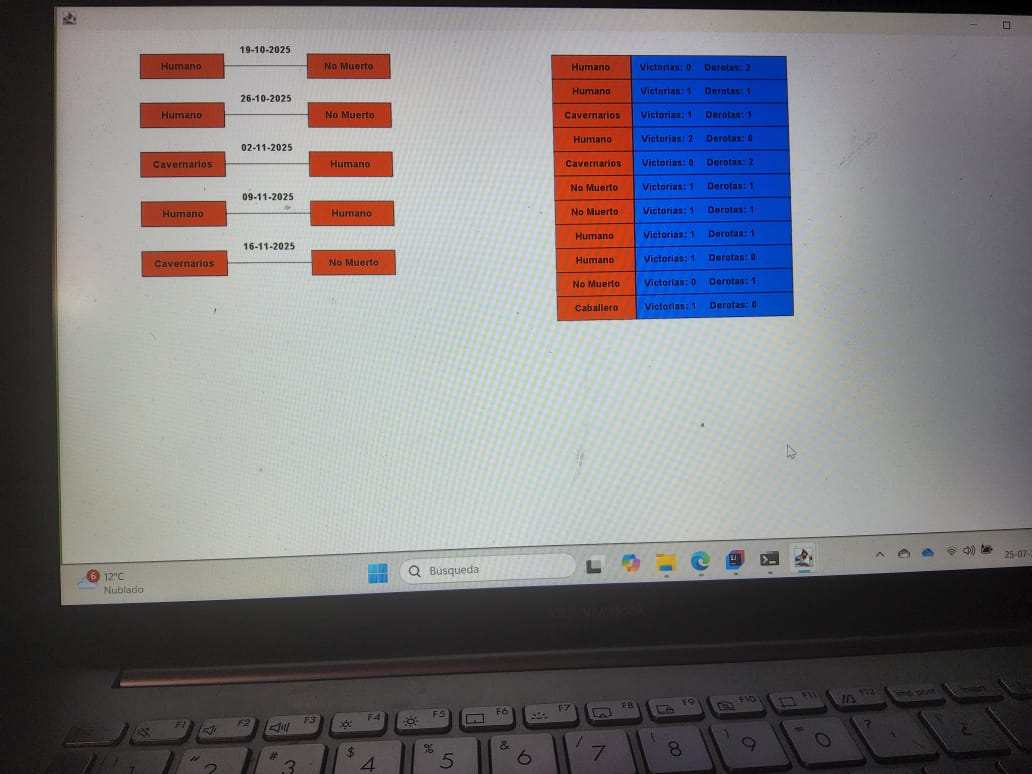 19-10-2025
Humano No Muerto
26-10-2025
Humano No Muerto
02-11-2025
Cavernarios Humano
09-11-2025
Humano Humano
16-11-2025
Cavernarios No Muerto
Humano Victorias: 0 Derotas: 2
Humano Victorias: 1 Derotas: 1
Cavernarios Victorias: 1 Derotas: 1
Humano Victorias: 2 Derotas: 0
Cavernarios Victorias: 0 Derotas: 2
No Muerto Victorias: 1 Derotas: 1
No Muerto Victorias: 1 Derotas: 1
Humano Victorias: 1 Derotas: 1
Humano Victorias: 1 Derotas: 0
No Muerto Victorias: 0 Derotas: 1
Caballero Victorias: 1 Derotas: 0
6 12°C
Nublado
Búsqueda
25-07-
F1 F2 F3 F4 F5 F6 F7 F8 F9 F10 F11 F12 Imp pant Insert
! " 2 # 3 $ 4 % 5 & 6 / 7 ( 8 ) 9 = 0 ? ¿